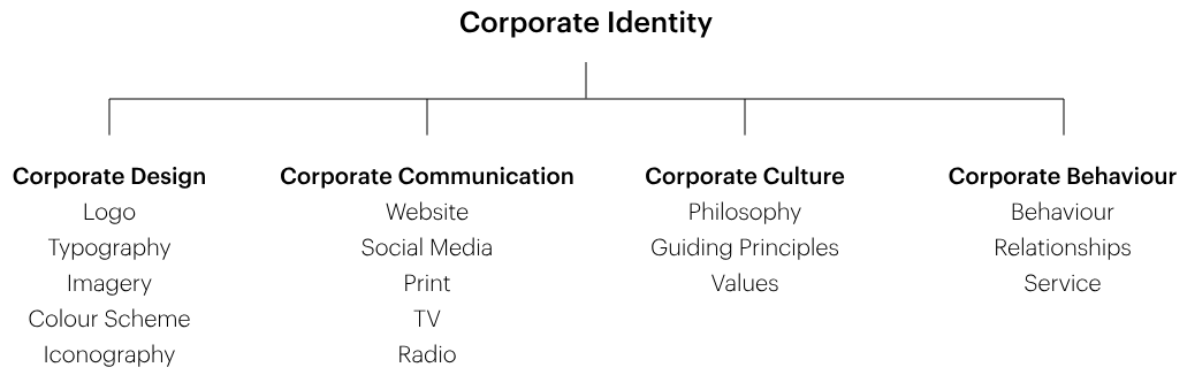 Corporate Identity
Corporate Design
Logo
Typography
Imagery
Colour Scheme
Iconography
Corporate Communication
Website
Social Media
Print
TV
Radio
Corporate Culture
Philosophy
Guiding Principles
Values
Corporate Behaviour
Behaviour
Relationships
Service